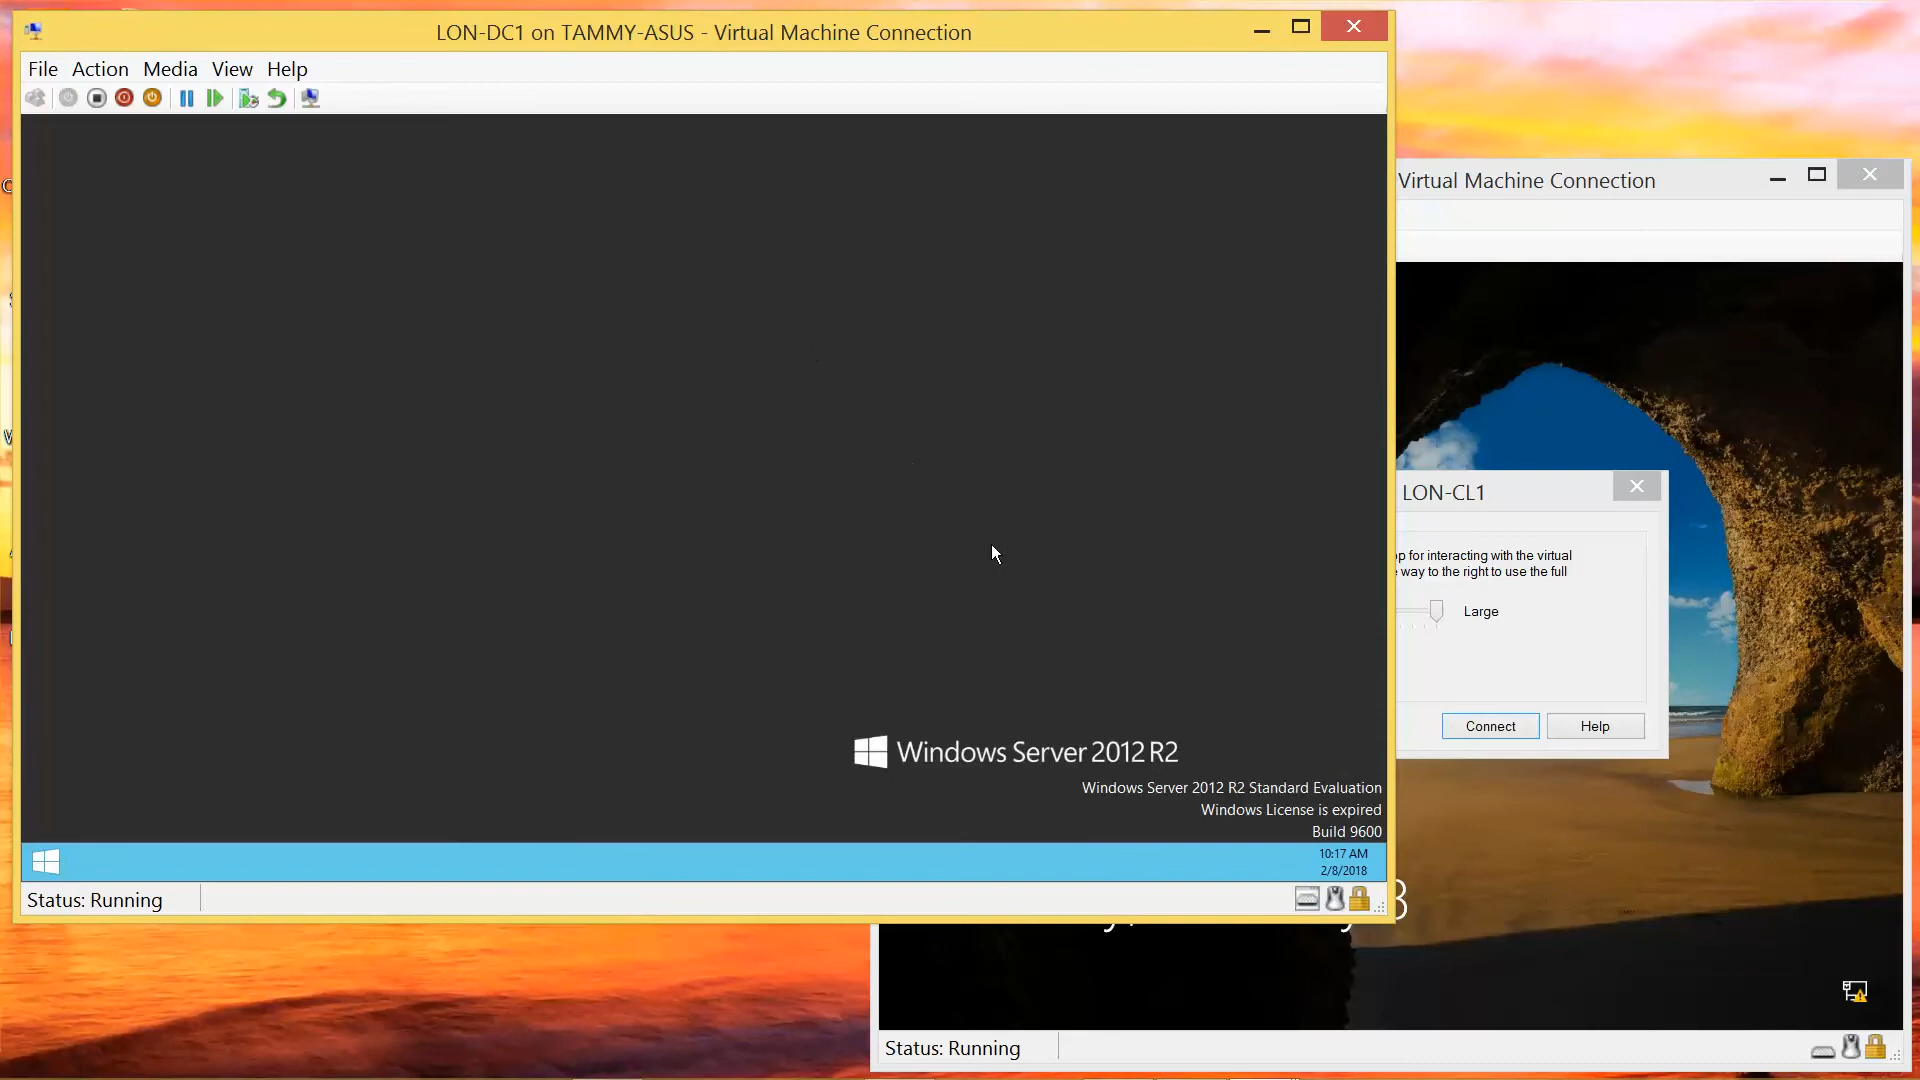 LON-DC1 on TAMMY-ASUS - Virtual Machine Connection
File Action Media View Help
Virtual Machine Connection
LON-CL1
p for interacting with the virtual
way to the right to use the full
Large
Connect Help
Windows Server 2012 R2
Windows Server 2012 R2 Standard Evaluation
Windows License is expired
Build 9600
10:17 AM
2/8/2018
Status: Running
Status: Running